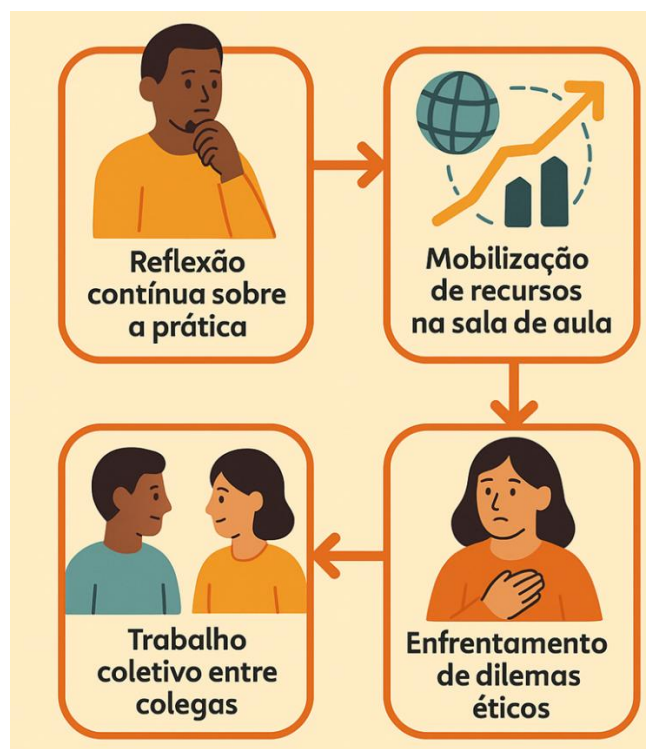 Reflexão
contínua sobre
a prática
Mobilização
de recursos
na sala de aula
Enfrentamento
de dilemas
éticos
Trabalho
coletivo entre
colegas